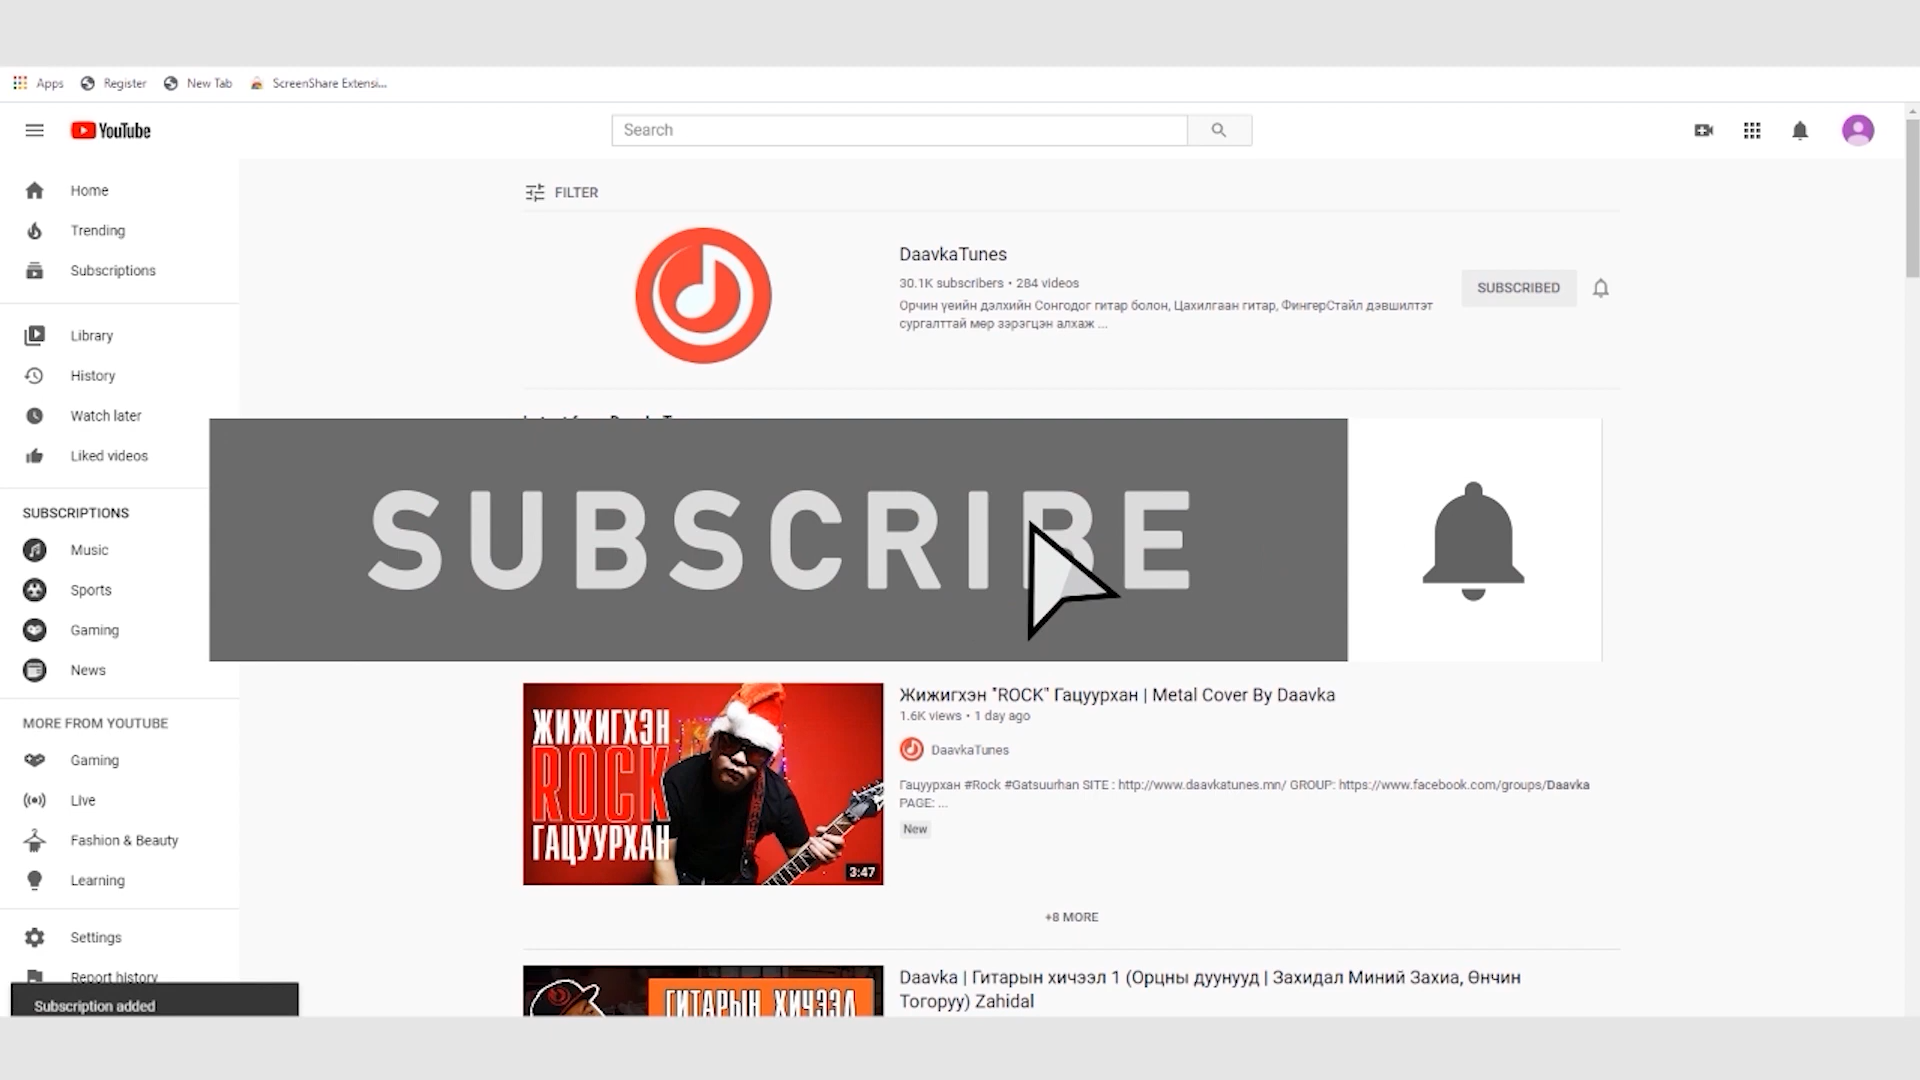 Apps Register New Tab ScreenShare Extensi...
YouTube
Search
Home
Trending
Subscriptions
Library
History
Watch later
Liked videos
SUBSCRIPTIONS
Music
Sports
Gaming
News
MORE FROM YOUTUBE
Gaming
Live
Fashion & Beauty
Learning
Settings
Report history
Subscription added
FILTER
DaavkaTunes
30.1K subscribers • 284 videos
Орчин үеийн дэлхийн Сонгодог гитар болон, Цахилгаан гитар, ФингерСтайл дэвшилтэт
сургалттай мөр зэрэгцэн алхаж ...
SUBSCRIBED
SUBSCRIBE
ЖИЖИГХЭН
ROCK
ГАЦУУРХАН
3:47
Жижигхэн "ROCK" Гацуурхан | Metal Cover By Daavka
1.6K views • 1 day ago
DaavkaTunes
Гацуурхан #Rock #Gatsuurhan SITE : http://www.daavkatunes.mn/ GROUP: https://www.facebook.com/groups/Daavka
PAGE: ...
New
+8 MORE
ГИТАРЫН ХИЧЭЭЛ
Daavka | Гитарын хичээл 1 (Орцны дуунууд | Захидал Миний Захиа, Өнчин
Тогоруу) Zahidal